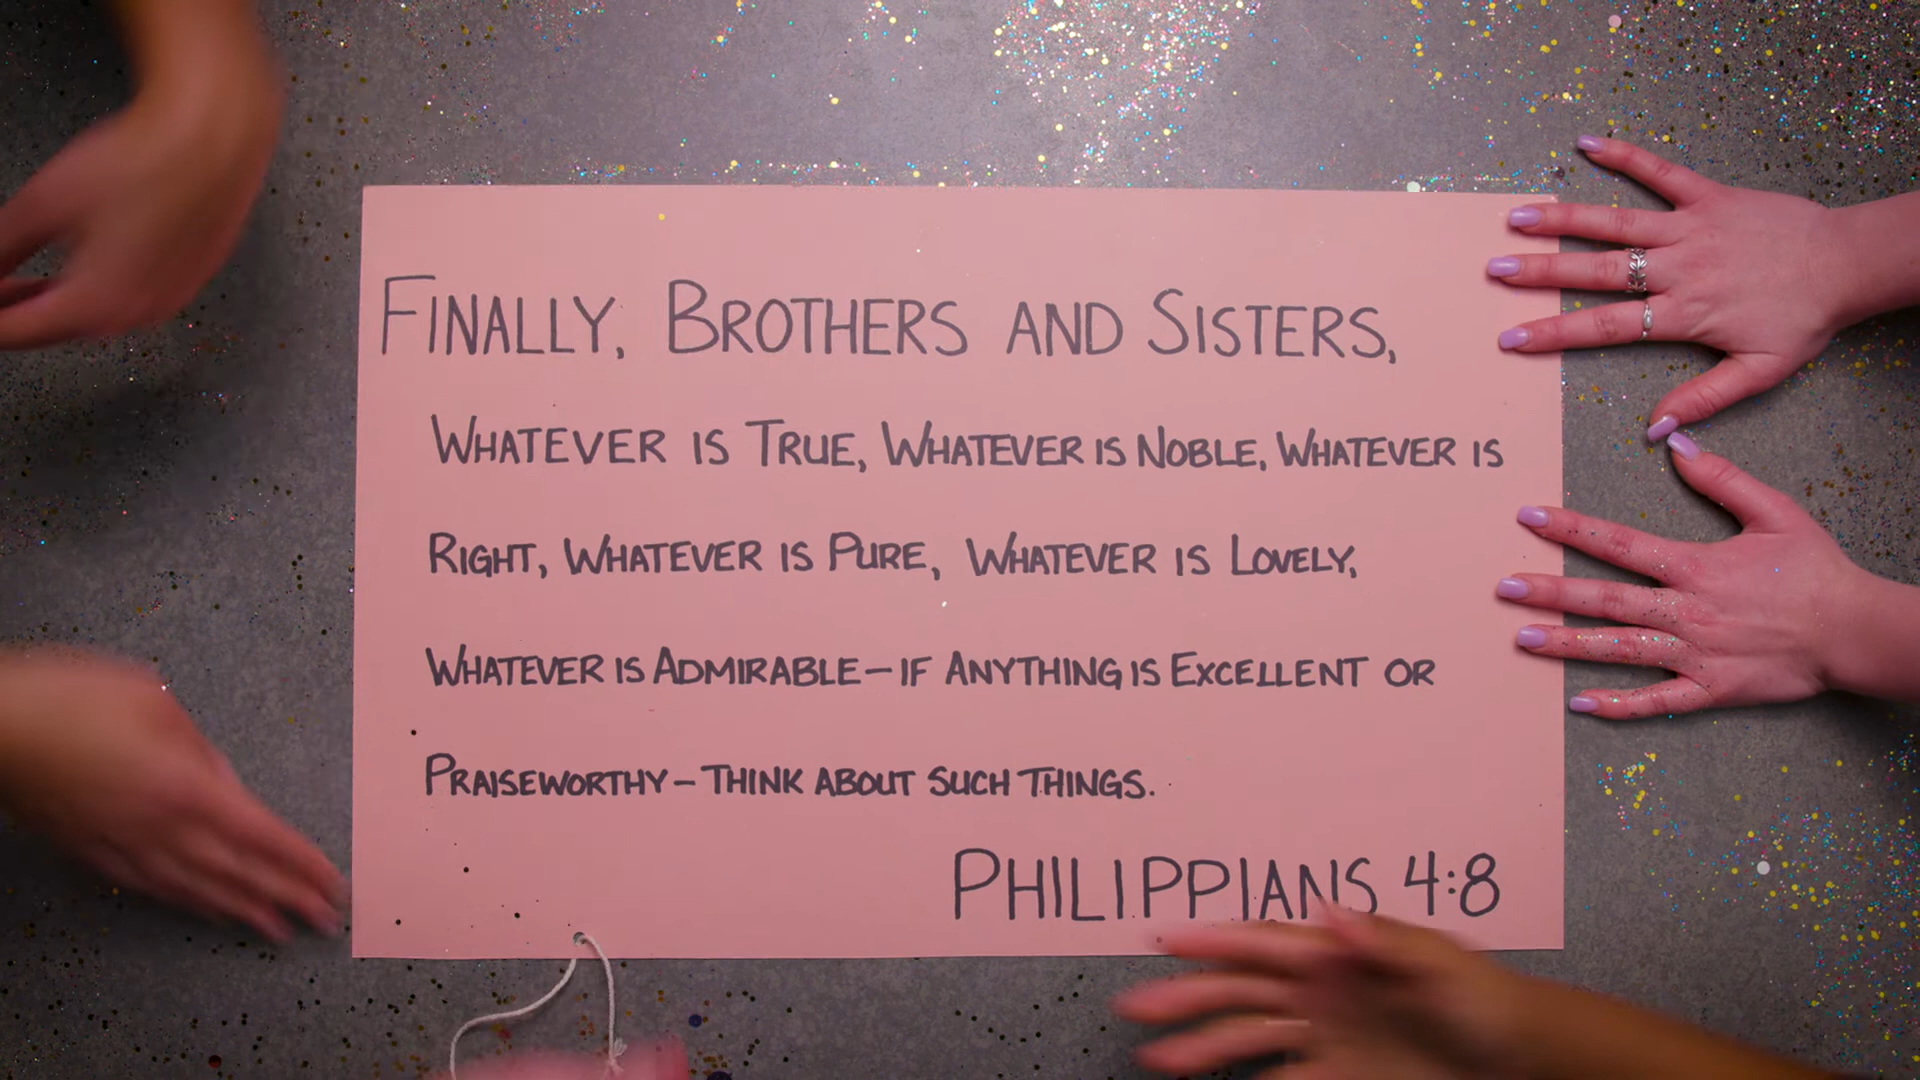 Finally, Brothers and Sisters,
Whatever is True, Whatever is Noble, Whatever is
Right, Whatever is Pure, Whatever is Lovely,
Whatever is Admirable – if Anything is Excellent or
Praiseworthy – think about such things.
Philippians 4:8